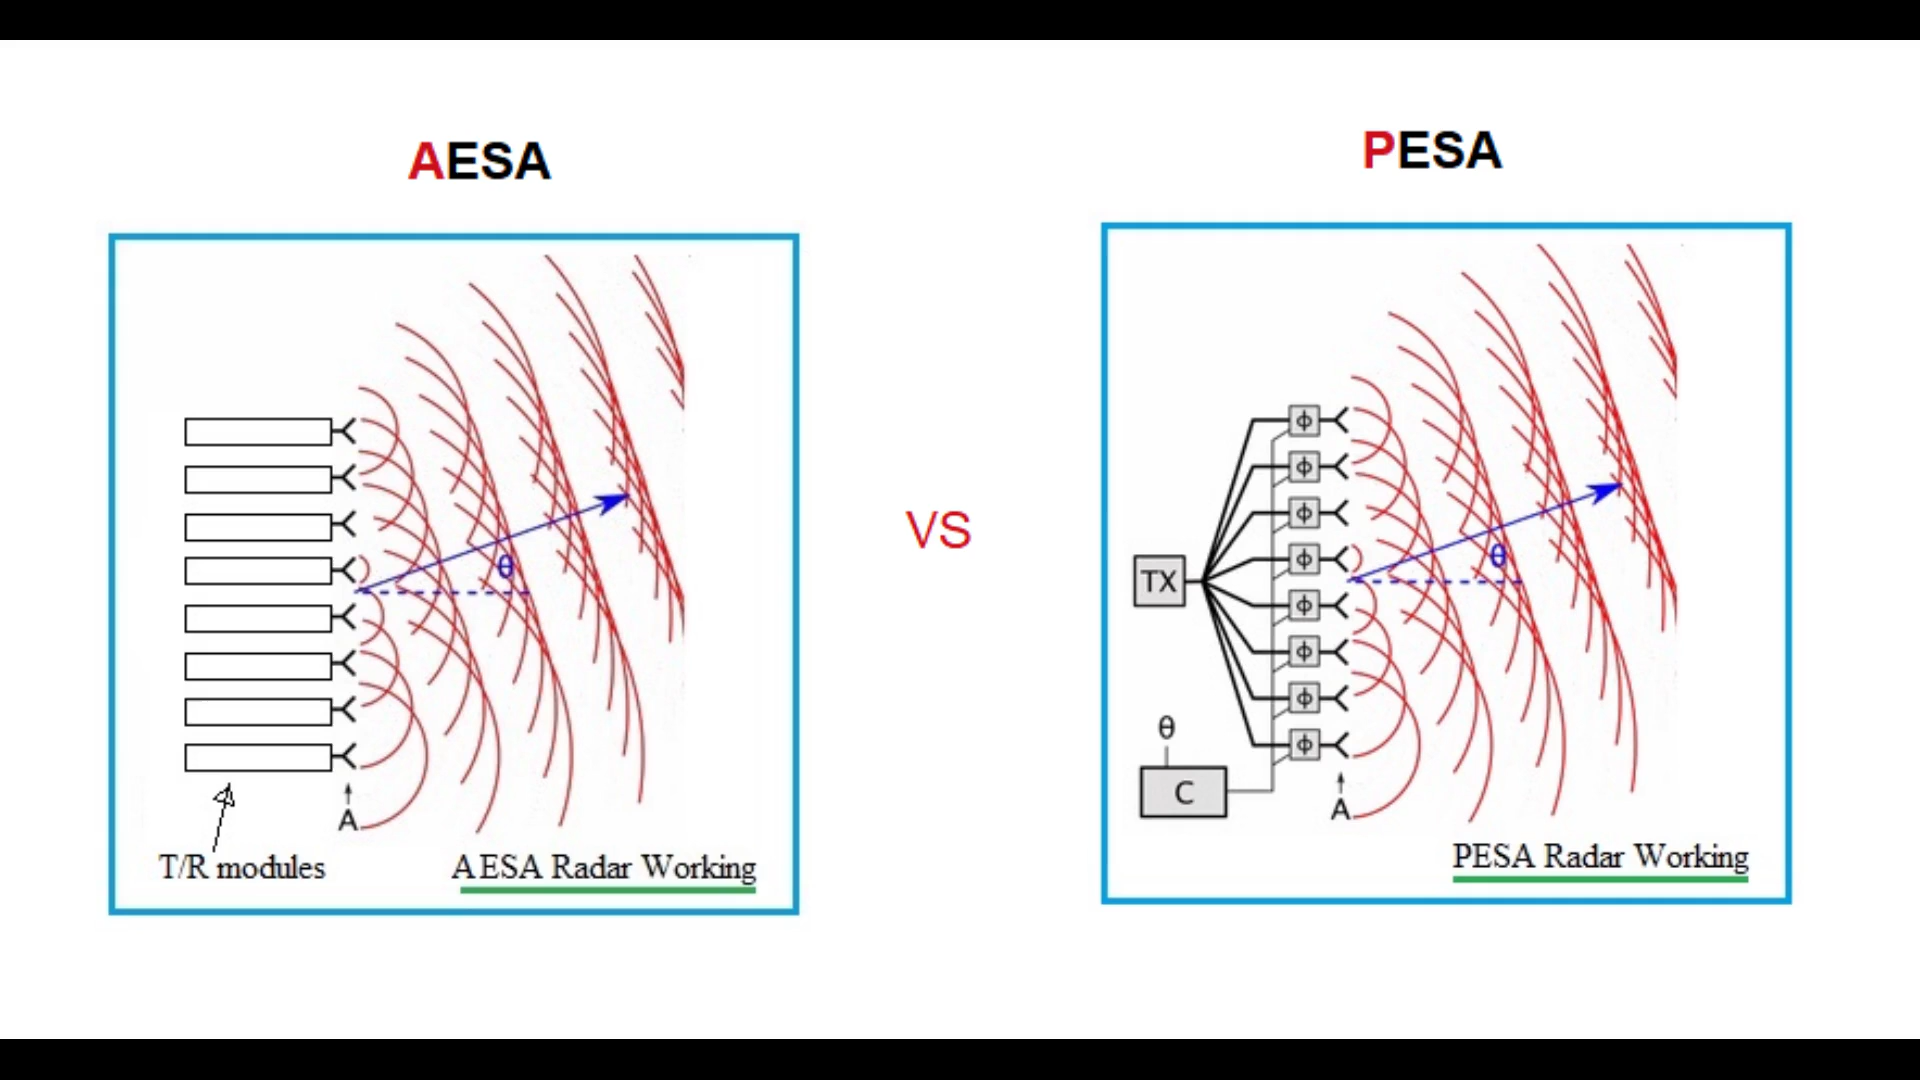 AESA
θ
A
T/R modules
AESA Radar Working
VS
PESA
ϕ
ϕ
ϕ
ϕ
ϕ
ϕ
ϕ
ϕ
TX
θ
θ
C
A
PESA Radar Working